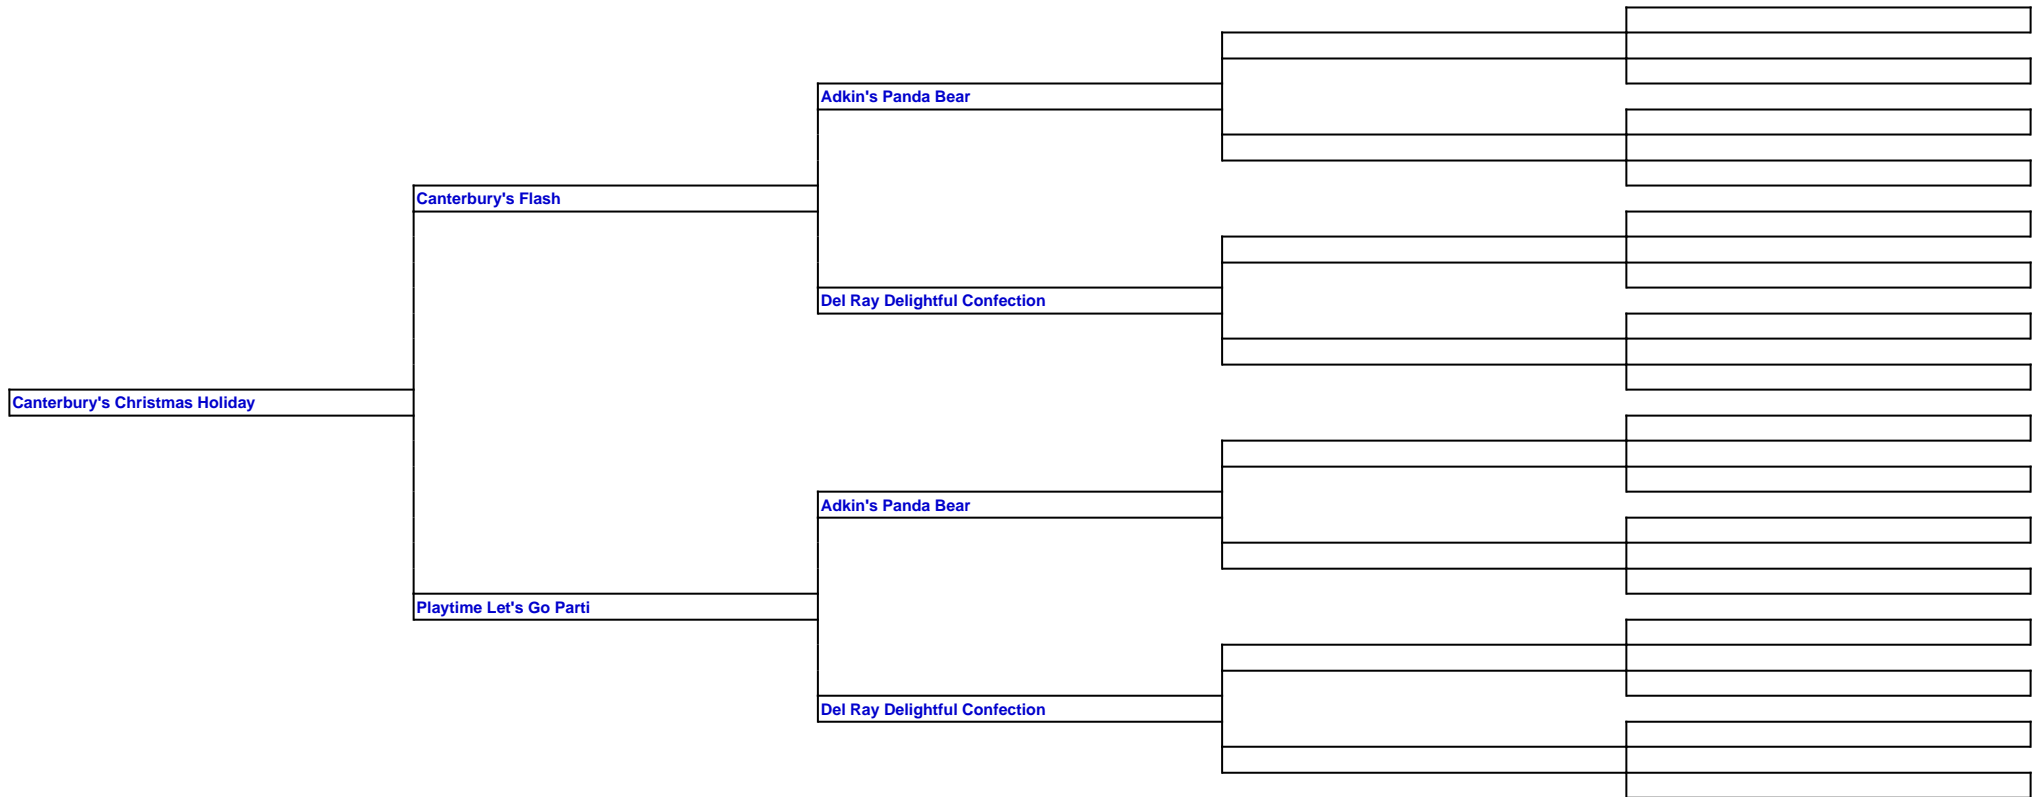 Adkin's Panda Bear
Canterbury's Flash
Del Ray Delightful Confection
Canterbury's Christmas Holiday
Adkin's Panda Bear
Playtime Let's Go Parti
Del Ray Delightful Confection